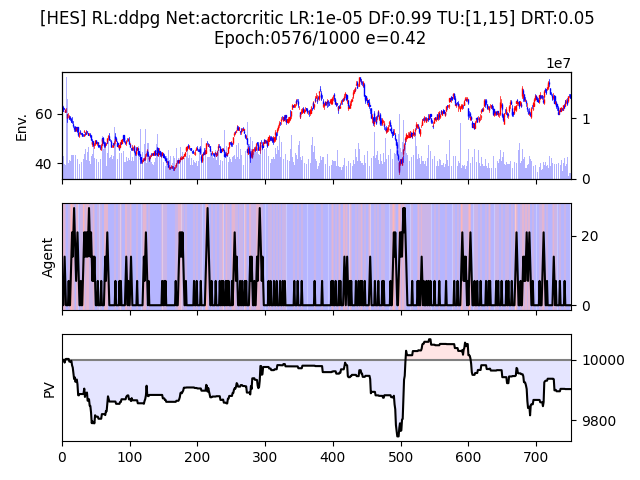 [HES] RL:ddpg Net:actorcritic LR:1e-05 DF:0.99 TU:[1,15] DRT:0.05
Epoch:0576/1000 e=0.42
1e7
Env.
60
40
1
0
Agent
20
0
PV
10000
9800
0
100
200
300
400
500
600
700